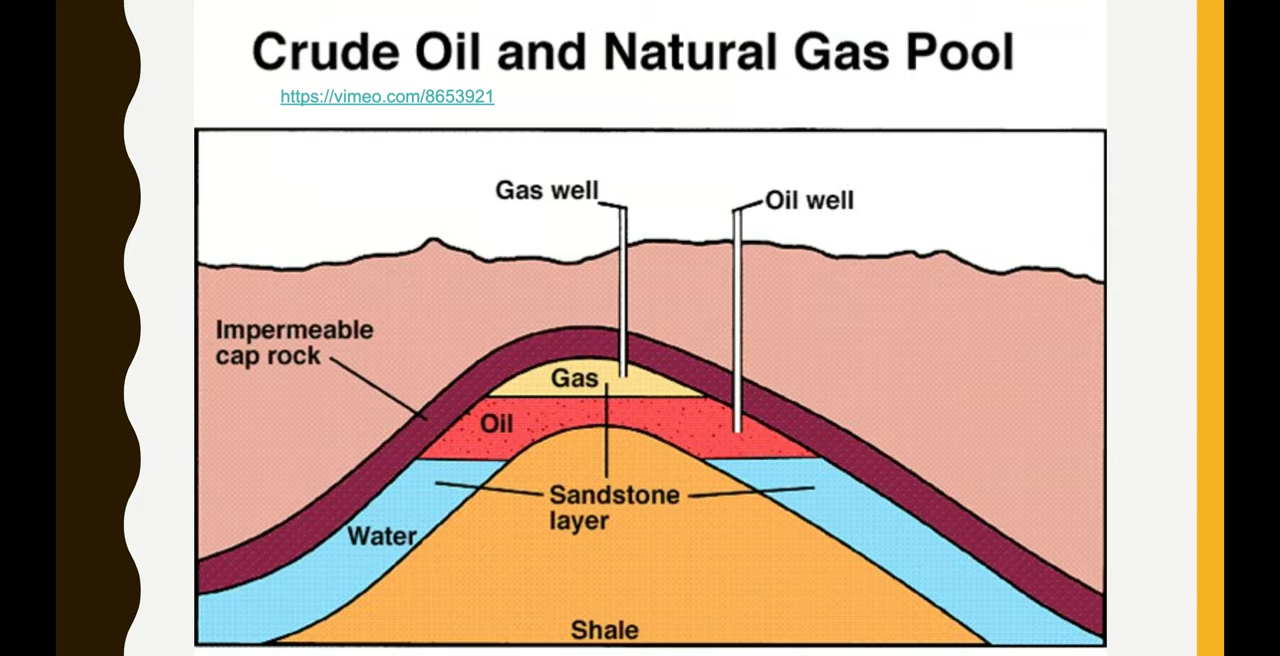 Crude Oil and Natural Gas Pool
https://vimeo.com/8653921
Gas well
Oil well
Impermeable
cap rock
Gas
Oil
Sandstone
layer
Water
Shale